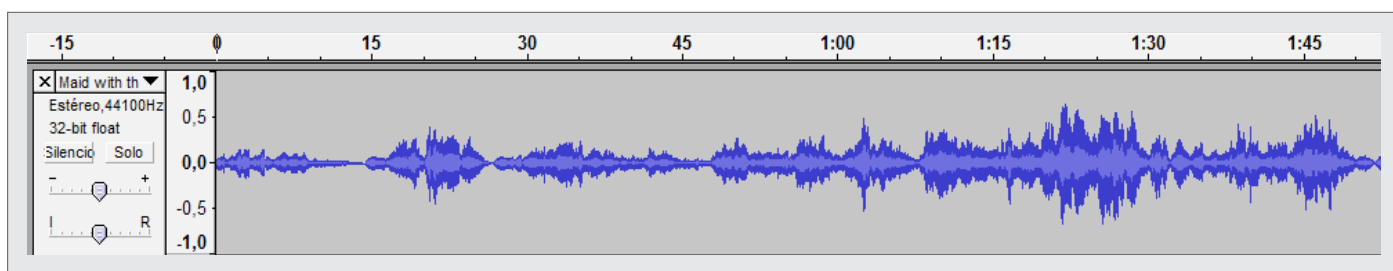 -15 0 15 30 45 1:00 1:15 1:30 1:45
X Maid with th 1,0
Estéreo,44100Hz 0,5
32-bit float
Silencio Solo 0,0
- +
-0,5
I R
-1,0